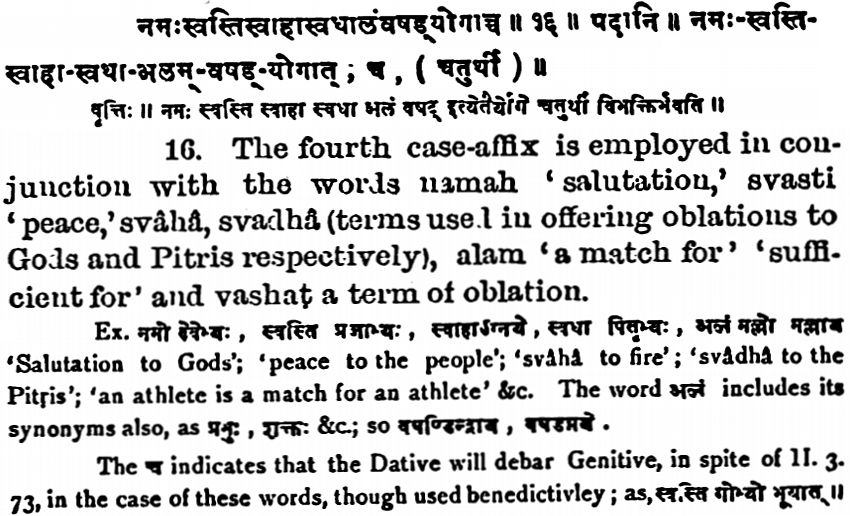 नमःस्वस्तिस्वाहास्वधालंवषड्योगाच्च ॥ १६ ॥ पदानि ॥ नमः-स्वस्ति-
स्वाहा-स्वधा-अलम्-वषड्-योगात् ; च , ( चतुर्थी ) ॥
वृत्तिः ॥ नमः स्वस्ति स्वाहा स्वधा अलं वषट् इत्येतैर्योगे चतुर्थी विभक्तिर्भवति ॥
16. The fourth case-affix is employed in con-
junction with the words namah ‘salutation,’ svasti
‘peace,’ svâhâ, svadhâ (terms used in offering oblations to
Gods and Pitris respectively), alam ‘a match for’ ‘suffi-
cient for’ and vashaṭ a term of oblation.
Ex. नमो देवेभ्यः , स्वस्ति प्रजाभ्यः , स्वाहाऽग्नये , स्वधा पितृभ्यः , अलं मल्लो मल्लाय
‘Salutation to Gods’; ‘peace to the people’; ‘svâhâ to fire’; ‘svâdhâ to the
Pitṛis’; ‘an athlete is a match for an athlete’ &c. The word अलं includes its
synonyms also, as प्रभुः , शक्तः &c.; so वषडिन्द्राय , वषडग्नये .
The च indicates that the Dative will debar Genitive, in spite of II. 3.
73, in the case of these words, though used benedictivley ; as, स्वस्ति गोभ्यो भूयात् ॥